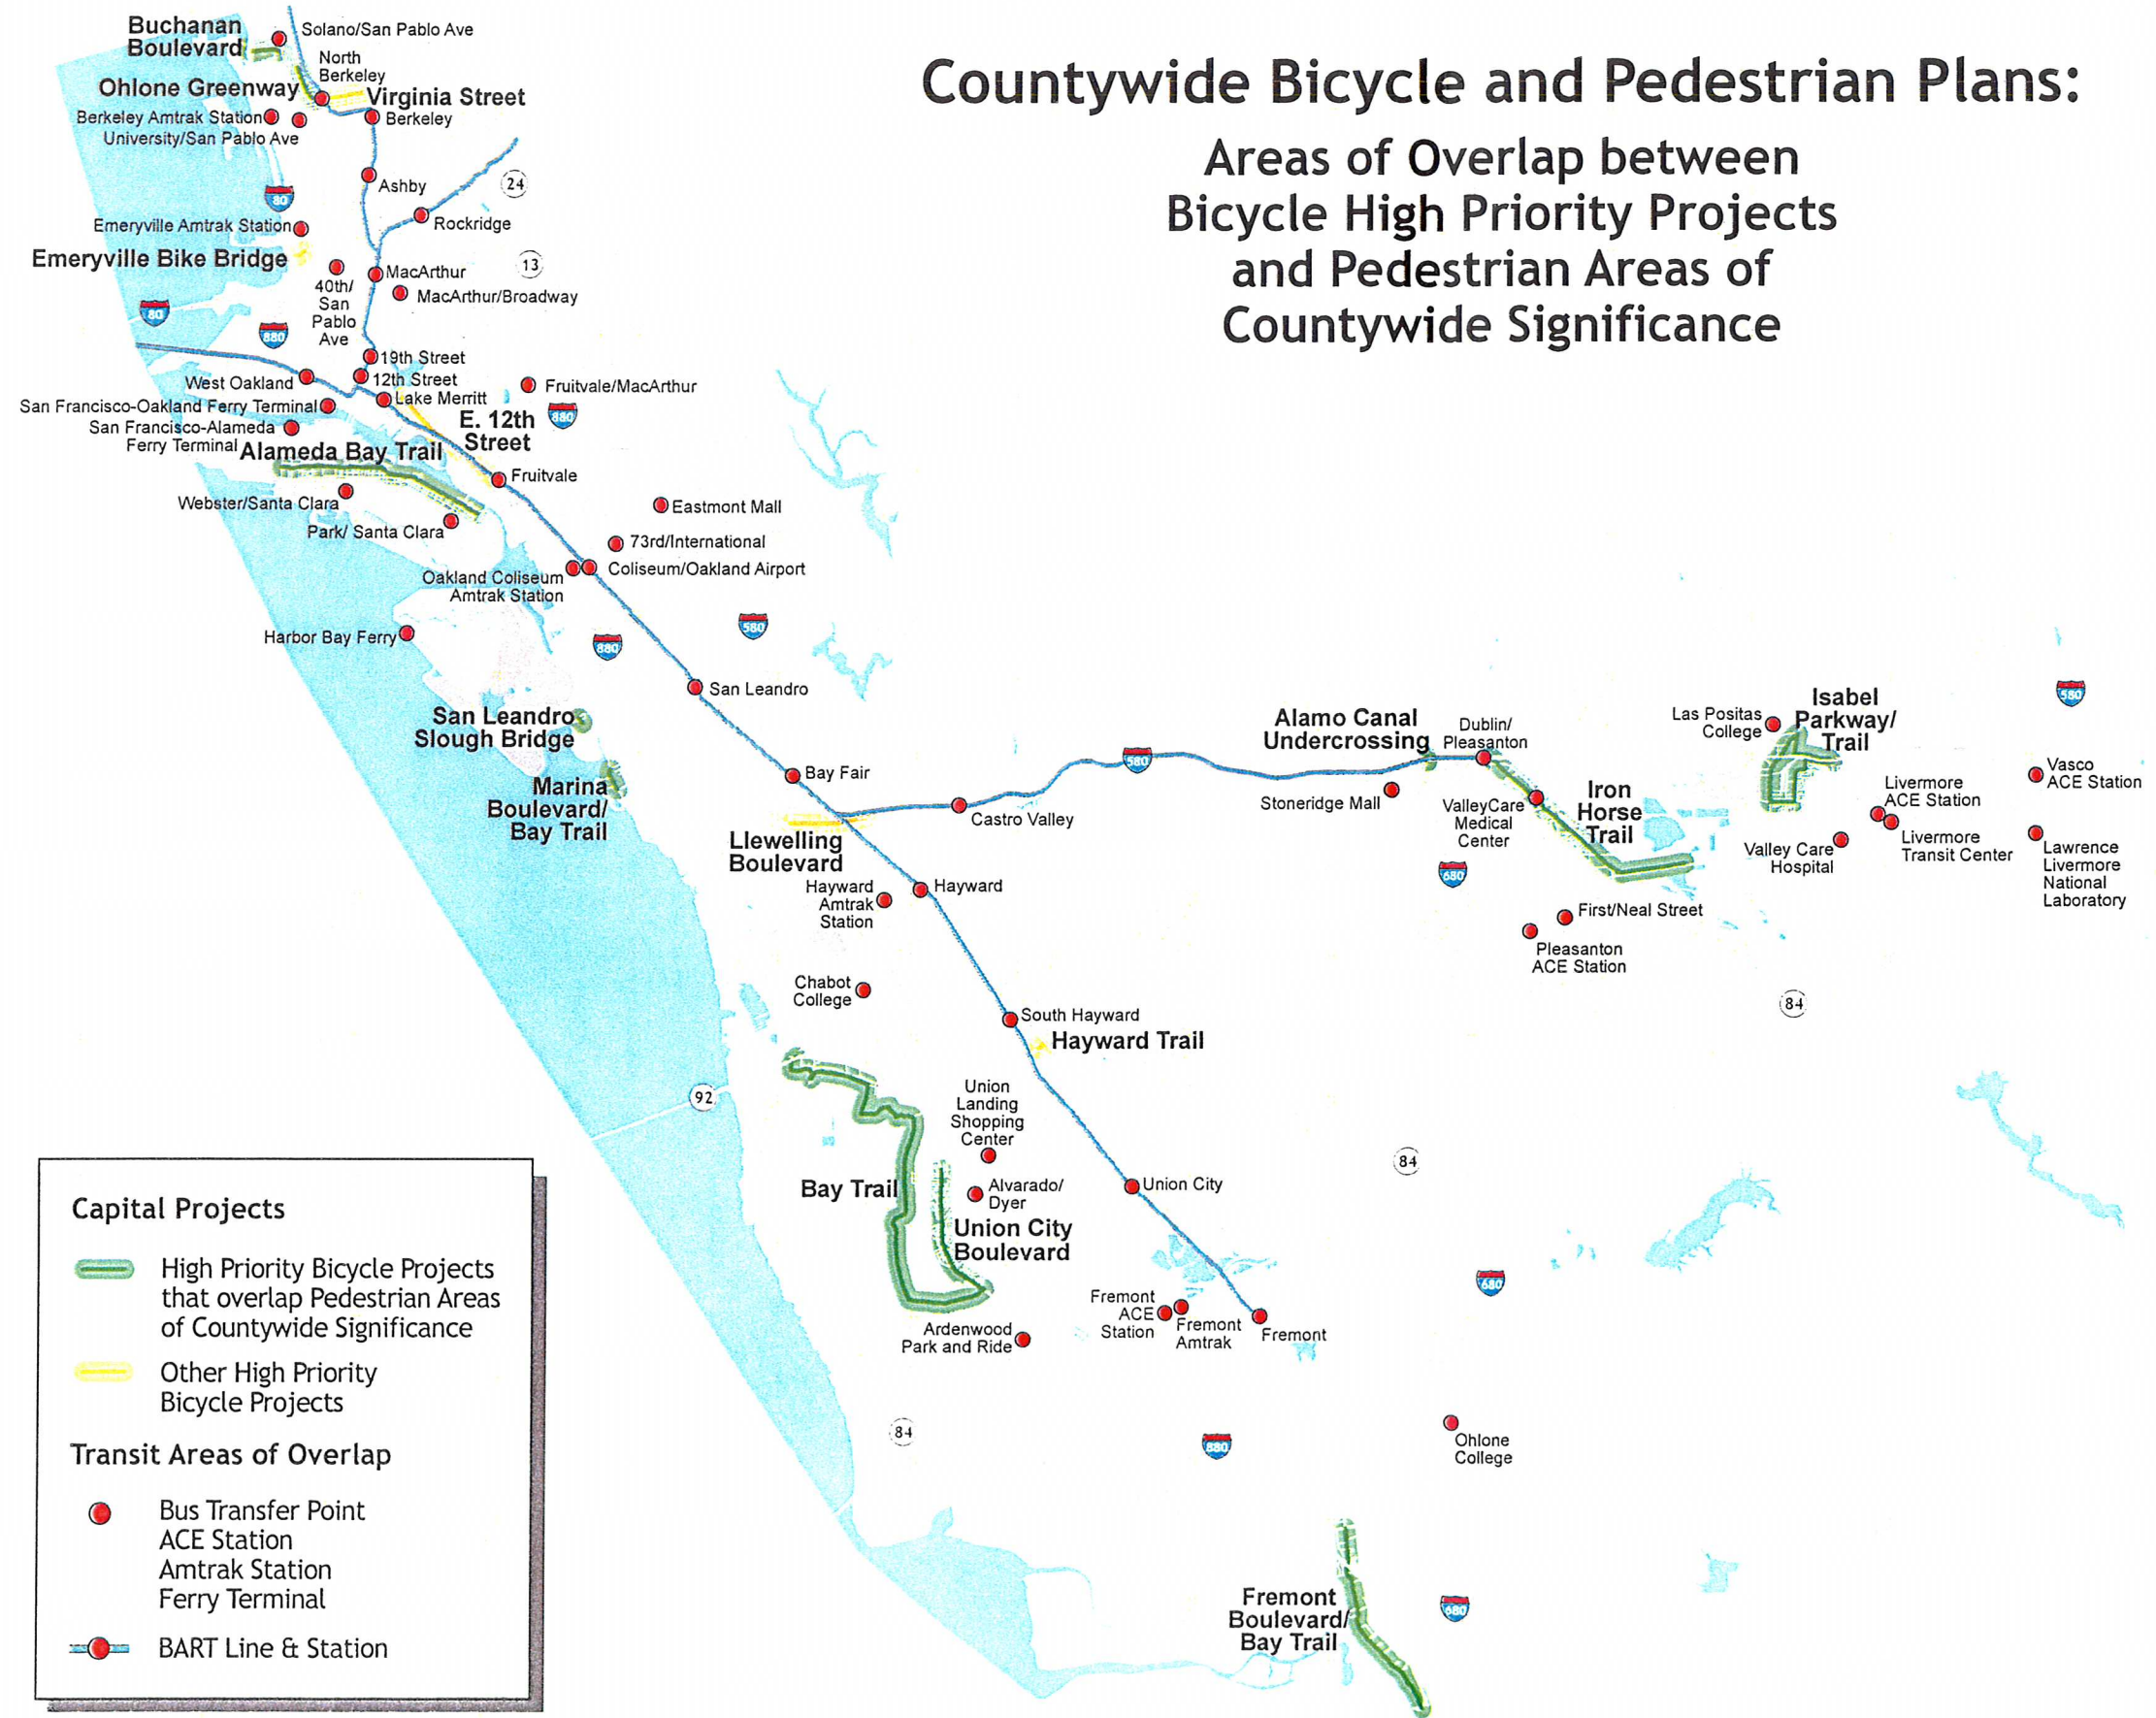 Countywide Bicycle and Pedestrian Plans:
Areas of Overlap between
Bicycle High Priority Projects
and Pedestrian Areas of
Countywide Significance
Buchanan
Boulevard
Solano/San Pablo Ave
North
Berkeley
Ohlone Greenway
Virginia Street
Berkeley Amtrak Station
Berkeley
University/San Pablo Ave
Ashby
24
80
Rockridge
Emeryville Amtrak Station
Emeryville Bike Bridge
13
MacArthur
40th/
San
Pablo
Ave
MacArthur/Broadway
80
880
19th Street
West Oakland
12th Street
Fruitvale/MacArthur
Lake Merritt
San Francisco-Oakland Ferry Terminal
E. 12th
Street
880
San Francisco-Alameda
Ferry Terminal
Alameda Bay Trail
Fruitvale
Webster/Santa Clara
Eastmont Mall
Park/ Santa Clara
73rd/International
Coliseum/Oakland Airport
Oakland Coliseum
Amtrak Station
Harbor Bay Ferry
880
580
San Leandro
San Leandro
Slough Bridge
Marina
Boulevard/
Bay Trail
Bay Fair
580
Castro Valley
Llewelling
Boulevard
Alamo Canal
Undercrossing
Dublin/
Pleasanton
Stoneridge Mall
ValleyCare
Medical
Center
Iron
Horse
Trail
680
Las Positas
College
Isabel
Parkway/
Trail
580
Vasco
ACE Station
Livermore
ACE Station
Livermore
Transit Center
Valley Care
Hospital
Lawrence
Livermore
National
Laboratory
First/Neal Street
Pleasanton
ACE Station
84
Hayward
Hayward
Amtrak
Station
Chabot
College
South Hayward
Hayward Trail
92
Union
Landing
Shopping
Center
84
Bay Trail
Alvarado/
Dyer
Union City
Union City
Boulevard
680
Fremont
ACE
Station
Fremont
Amtrak
Fremont
Ardenwood
Park and Ride
84
880
Ohlone
College
Fremont
Boulevard/
Bay Trail
680
Capital Projects
High Priority Bicycle Projects
that overlap Pedestrian Areas
of Countywide Significance
Other High Priority
Bicycle Projects
Transit Areas of Overlap
Bus Transfer Point
ACE Station
Amtrak Station
Ferry Terminal
BART Line & Station